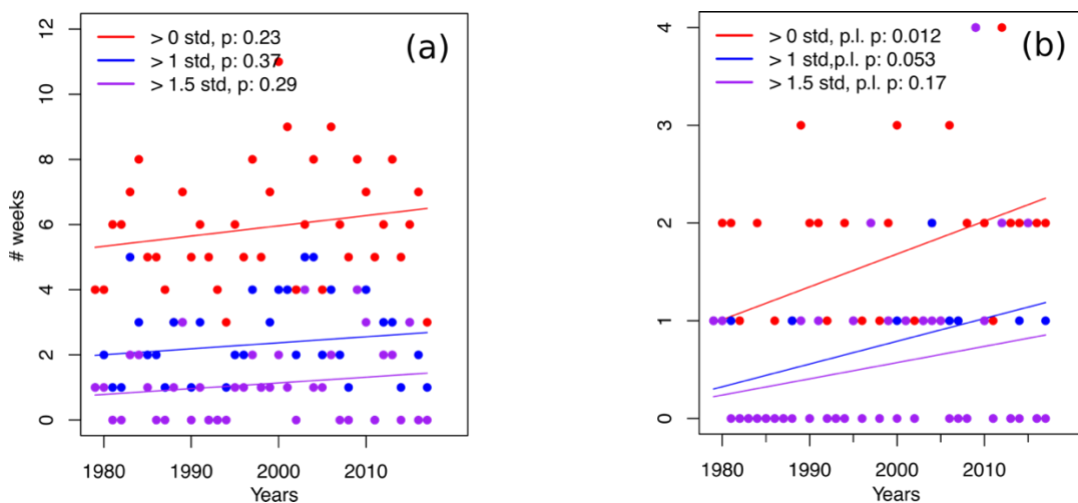 (a)
> 0 std, p: 0.23
> 1 std, p: 0.37
> 1.5 std, p: 0.29
# weeks
12
10
8
6
4
2
0
1980 1990 2000 2010
Years
(b)
> 0 std, p.l. p: 0.012
> 1 std,p.l. p: 0.053
> 1.5 std, p.l. p: 0.17
4
3
2
1
0
1980 1990 2000 2010
Years